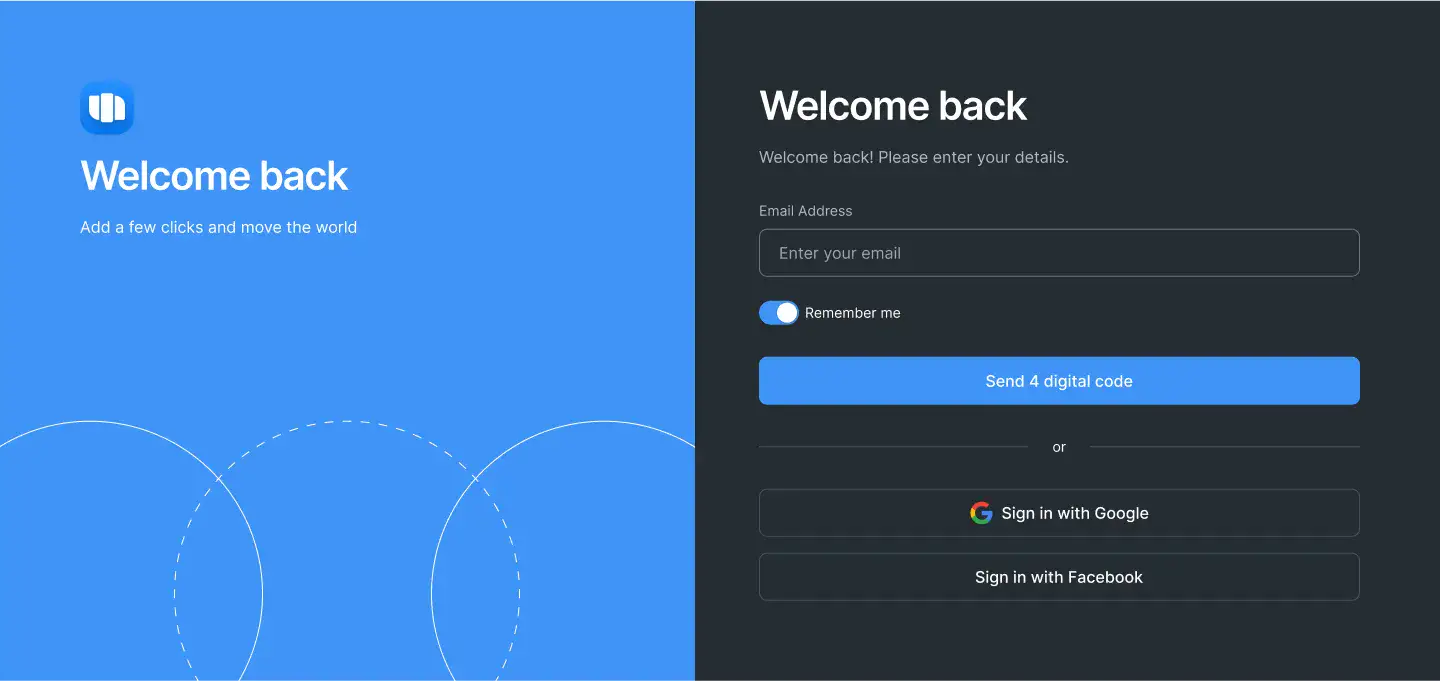 Welcome back
Add a few clicks and move the world
Welcome back
Welcome back! Please enter your details.
Email Address
Enter your email
Remember me
Send 4 digital code
or
Sign in with Google
Sign in with Facebook